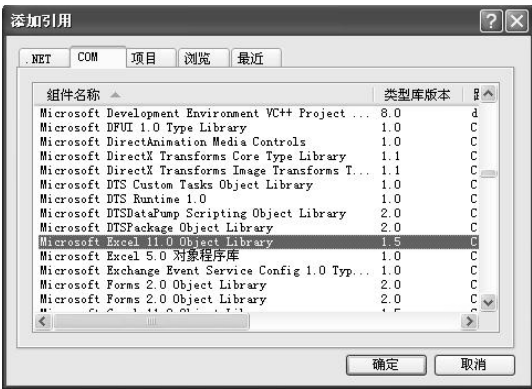 添加引用
.NET COM 项目 浏览 最近
组件名称 类型库版本
Microsoft Development Environment VC++ Project ... 8.0 d
Microsoft DFUI 1.0 Type Library 1.0 C
Microsoft DirectAnimation Media Controls 1.0 C
Microsoft DirectX Transforms Core Type Library 1.1 C
Microsoft DirectX Transforms Image Transforms T... 1.1 C
Microsoft DTS Custom Tasks Object Library 1.0 C
Microsoft DTS Runtime 1.0 1.0 C
Microsoft DTSDataPump Scripting Object Library 2.0 C
Microsoft DTSPackage Object Library 2.0 C
Microsoft Excel 11.0 Object Library 1.5 C
Microsoft Excel 5.0 对象程序库 1.0 C
Microsoft Exchange Event Service Config 1.0 Typ... 1.0 C
Microsoft Forms 2.0 Object Library 2.0 C
Microsoft Forms 2.0 Object Library 2.0 C
确定 取消